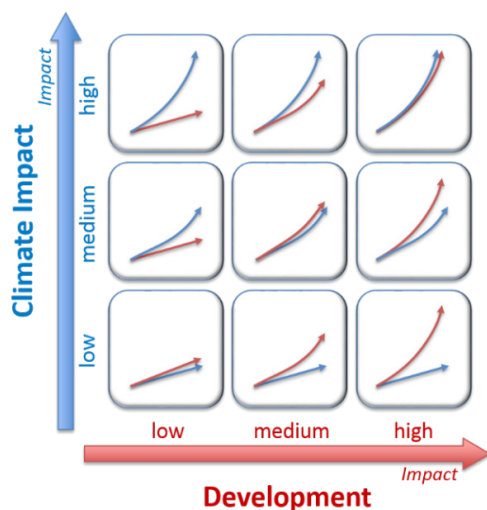 Impact
Climate Impact
high
medium
low
low medium high
Impact
Development